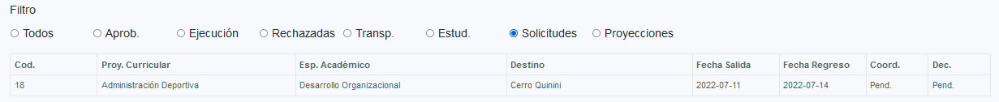 Filtro
Todos Aprob. Ejecución Rechazadas Transp. Estud. Solicitudes Proyecciones
Cod. Proy. Curricular Esp. Académico Destino Fecha Salida Fecha Regreso Coord. Dec.
18 Administración Deportiva Desarrollo Organizacional Cerro Quinini 2022-07-11 2022-07-14 Pend. Pend.